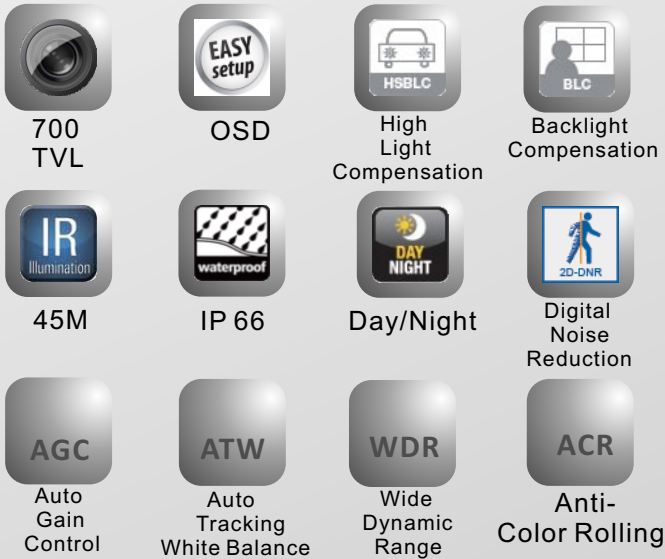 EASY
setup
HSBLC
BLC
700
TVL
OSD
High
Light
Compensation
Backlight
Compensation
IR
Illumination
waterproof
DAY
NIGHT
2D-DNR
45M
IP 66
Day/Night
Digital
Noise
Reduction
AGC
ATW
WDR
ACR
Auto
Gain
Control
Auto
Tracking
White Balance
Wide
Dynamic
Range
Anti-
Color Rolling